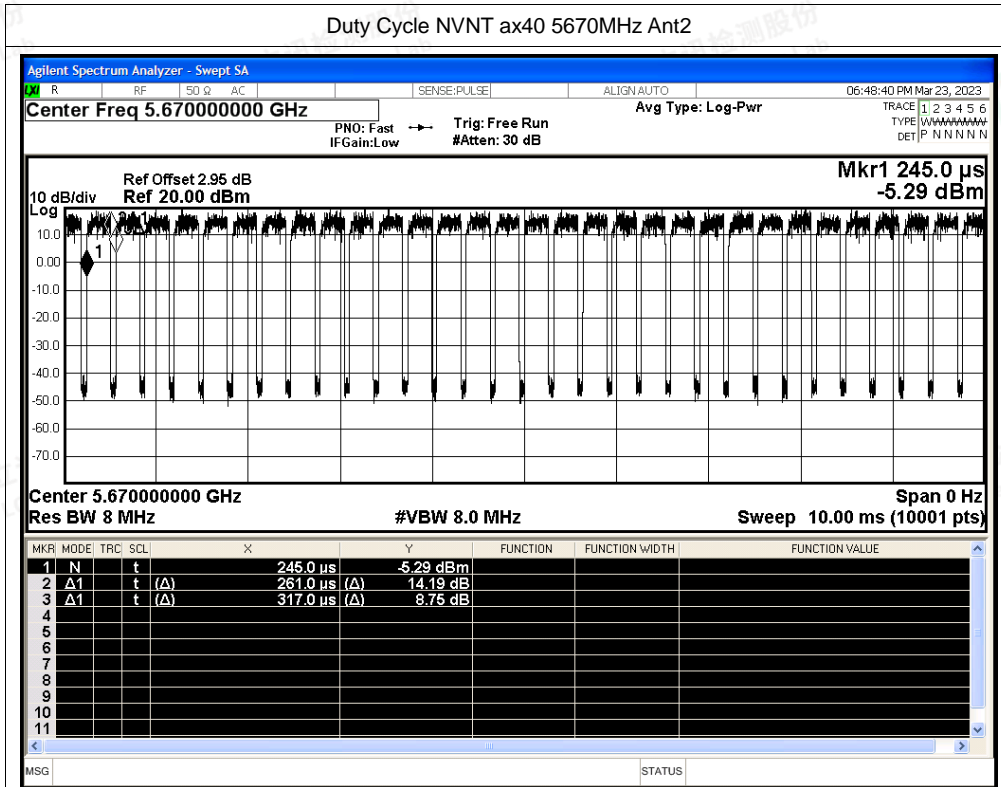 Duty Cycle NVNT ax40 5670MHz Ant2
Agilent Spectrum Analyzer - Swept SA
LXI R RF 50 Ω AC SENSE:PULSE ALIGN AUTO 06:48:40 PM Mar 23, 2023
Center Freq 5.670000000 GHz Avg Type: Log-Pwr TRACE 1 2 3 4 5 6
PNO: Fast Trig: Free Run TYPE WWWWWW
IFGain:Low #Atten: 30 dB DET P N N N N N
Mkr1 245.0 µs
Ref Offset 2.95 dB
10 dB/div Ref 20.00 dBm -5.29 dBm
Log
10.0
0.00
1
-10.0
-20.0
-30.0
-40.0
-50.0
-60.0
-70.0
Center 5.670000000 GHz Span 0 Hz
Res BW 8 MHz #VBW 8.0 MHz Sweep 10.00 ms (10001 pts)
MKR MODE TRC SCL X Y FUNCTION FUNCTION WIDTH FUNCTION VALUE
1 N t 245.0 µs -5.29 dBm
2 Δ1 t (Δ) 261.0 µs (Δ) 14.19 dB
3 Δ1 t (Δ) 317.0 µs (Δ) 8.75 dB
4
5
6
7
8
9
10
11
MSG STATUS